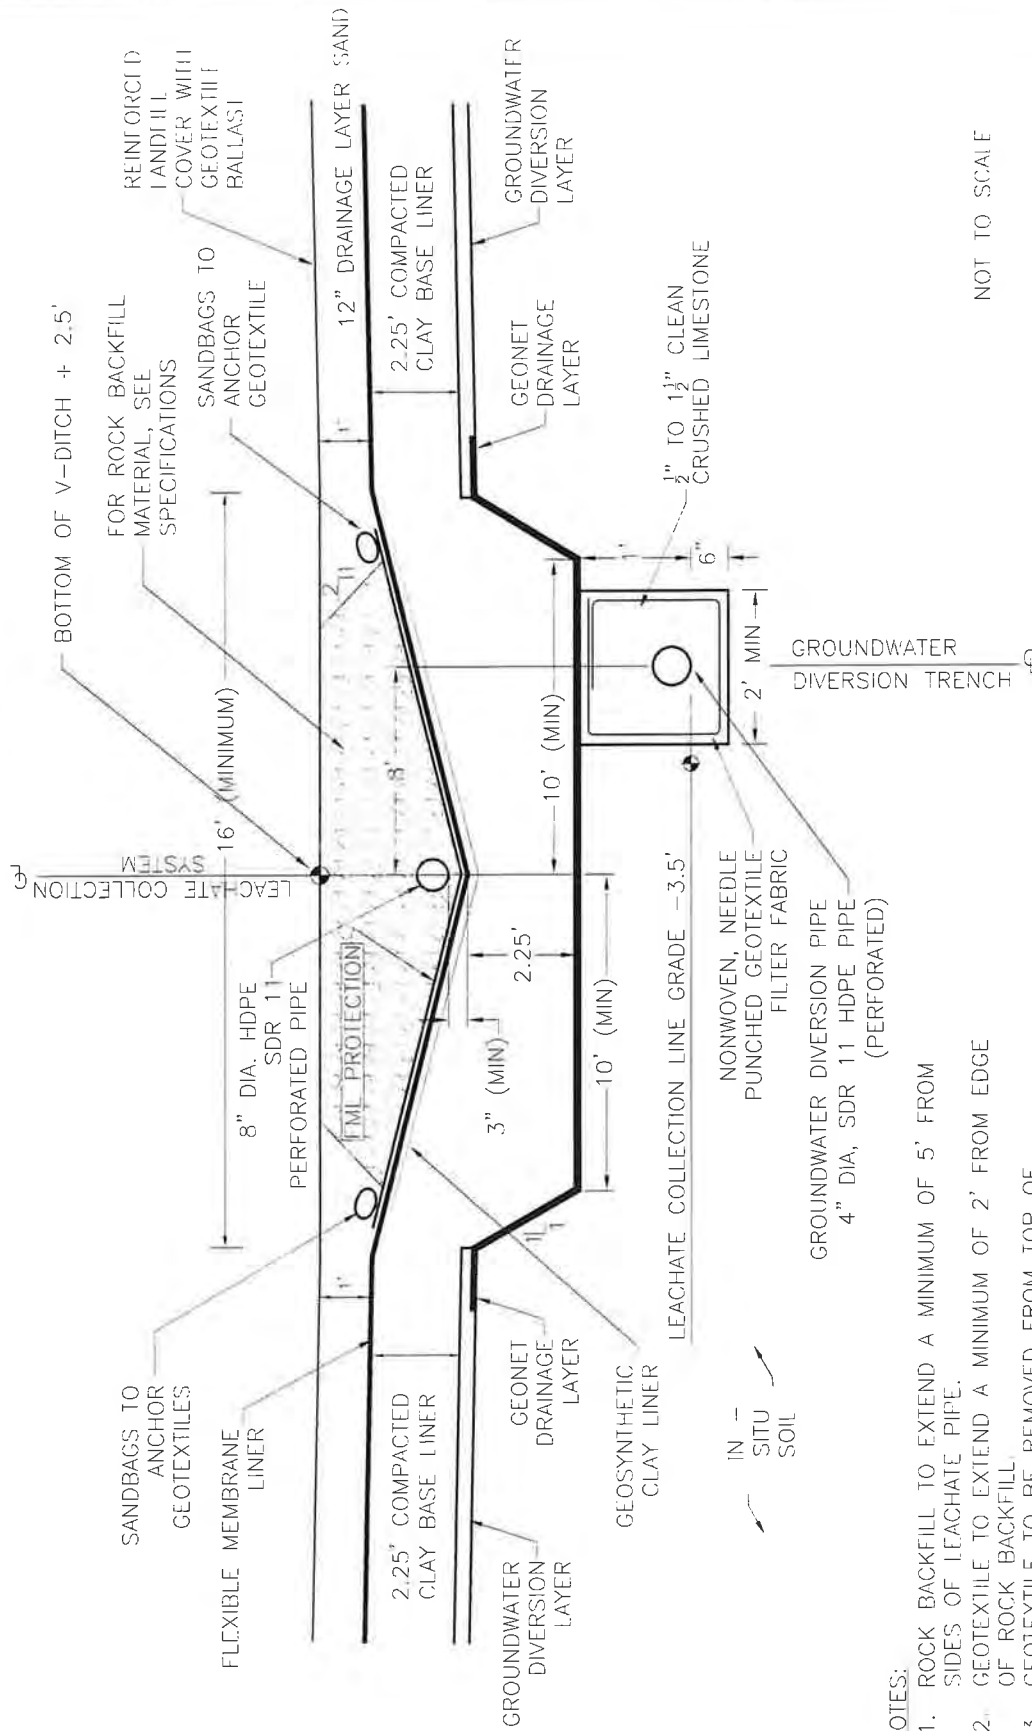 REINFORCED
LANDFILL
COVER WITH
GEOTEXTILE
BALLAST
12" DRAINAGE LAYER SAND
BOTTOM OF V-DITCH + 2.5'
FOR ROCK BACKFILL
MATERIAL, SEE
SPECIFICATIONS
SANDBAGS TO
ANCHOR
GEOTEXTILE
2.25' COMPACTED
CLAY BASE LINER
GROUNDWATER
DIVERSION
LAYER
GEONET
DRAINAGE
LAYER
1/2" TO 1 1/2" CLEAN
CRUSHED LIMESTONE
NOT TO SCALE
1'
2
1
16' (MINIMUM)
8'
LEACHATE COLLECTION
SYSTEM
℄
10' (MIN)
1'
6"
2' MIN
GROUNDWATER
DIVERSION TRENCH
℄
8" DIA. HDPE
SDR 11
PERFORATED PIPE
FML PROTECTION
3" (MIN)
2.25'
10' (MIN)
LEACHATE COLLECTION LINE GRADE -3.5'
NONWOVEN, NEEDLE
PUNCHED GEOTEXTILE
FILTER FABRIC
GROUNDWATER DIVERSION PIPE
4" DIA, SDR 11 HDPE PIPE
(PERFORATED)
1'
1
1
SANDBAGS TO
ANCHOR
GEOTEXTILES
FLEXIBLE MEMBRANE
LINER
2.25' COMPACTED
CLAY BASE LINER
GROUNDWATER
DIVERSION
LAYER
GEONET
DRAINAGE
LAYER
GEOSYNTHETIC
CLAY LINER
IN -
SITU
SOIL
OTES:
1. ROCK BACKFILL TO EXTEND A MINIMUM OF 5' FROM
SIDES OF LEACHATE PIPE.
2. GEOTEXTILE TO EXTEND A MINIMUM OF 2' FROM EDGE
OF ROCK BACKFILL.
3. GEOTEXTILE TO BE REMOVED FROM TOP OF